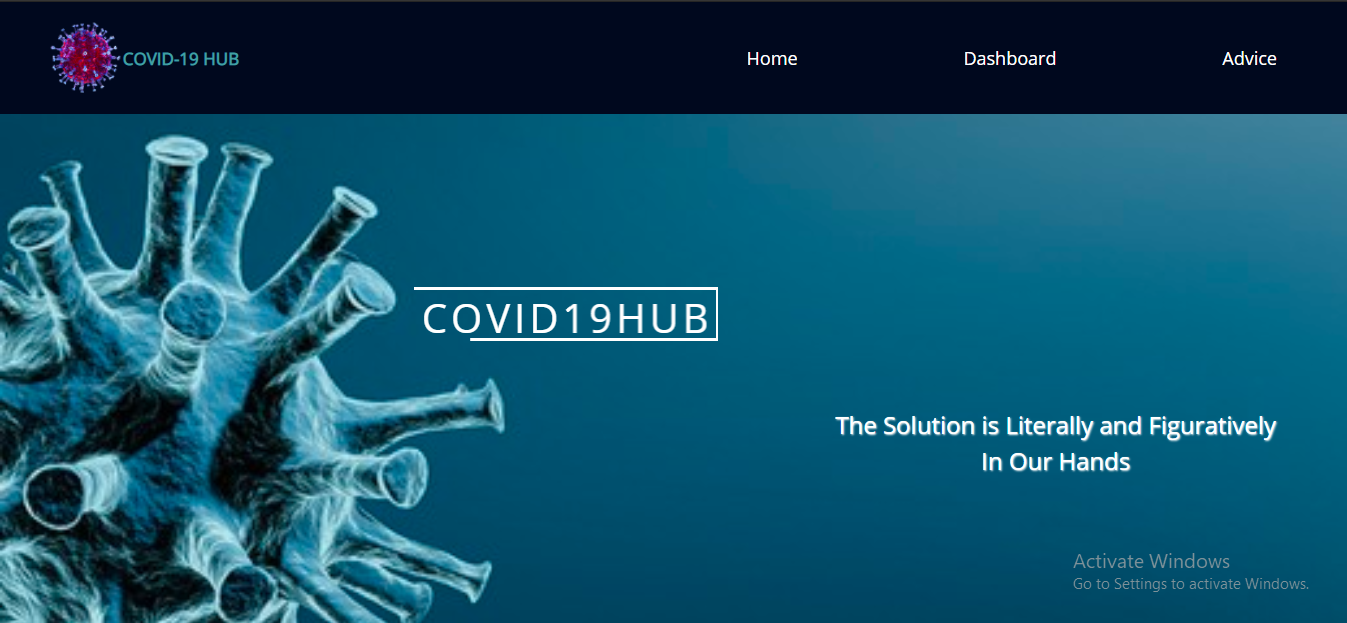 COVID-19 HUB
Home
Dashboard
Advice
COVID19HUB
The Solution is Literally and Figuratively
In Our Hands
Activate Windows
Go to Settings to activate Windows.